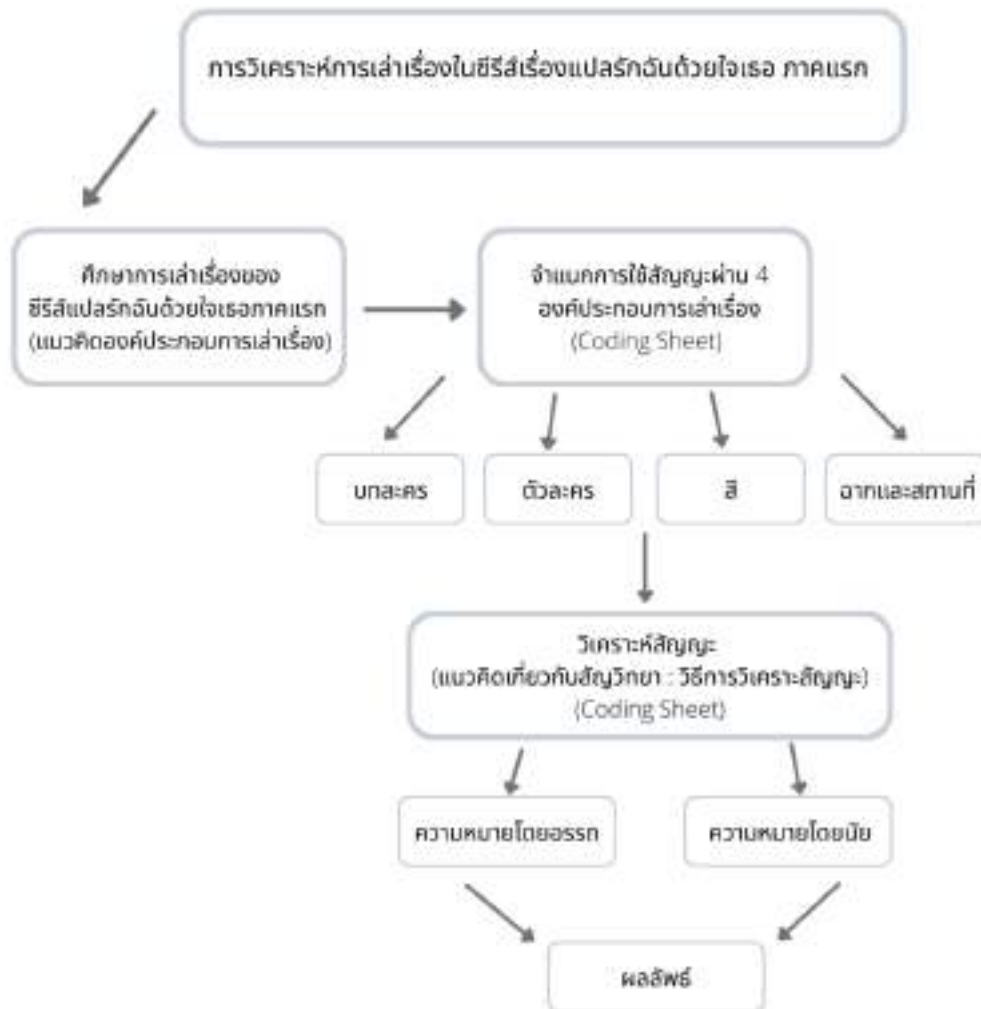 การวิเคราะห์การเล่าเรื่องในซีรีส์เรื่องแปลรักฉันด้วยใจเธอ ภาคแรก
ศึกษาการเล่าเรื่องของ
ซีรีส์แปลรักฉันด้วยใจเธอภาคแรก
(แนวคิดองค์ประกอบการเล่าเรื่อง)
จำแนกการใช้สัญญะผ่าน 4
องค์ประกอบการเล่าเรื่อง
(Coding Sheet)
บทละคร
ตัวละคร
สี
ฉากและสถานที่
วิเคราะห์สัญญะ
(แนวคิดเกี่ยวกับสัญวิทยา : วิธีการวิเคราะสัญญะ)
(Coding Sheet)
ความหมายโดยอรรถ
ความหมายโดยนัย
ผลลัพธ์